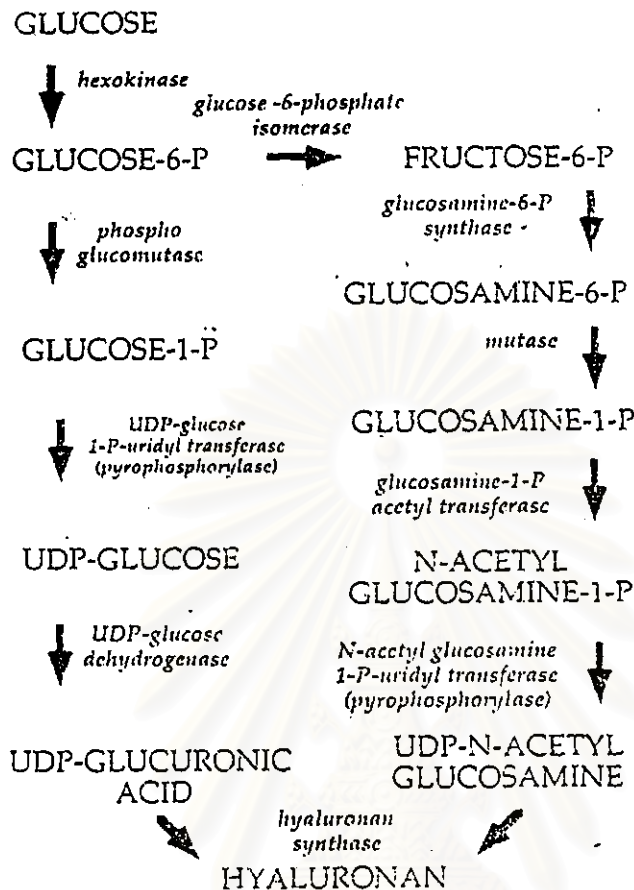 GLUCOSE
hexokinase
glucose -6-phosphate
isomerase
GLUCOSE-6-P
FRUCTOSE-6-P
phospho
glucomutase
glucosamine-6-P
synthase
GLUCOSE-1-P
GLUCOSAMINE-6-P
mutase
UDP-glucose
1-P-uridyl transferase
(pyrophosphorylase)
GLUCOSAMINE-1-P
glucosamine-1-P
acetyl transferase
UDP-GLUCOSE
N-ACETYL
GLUCOSAMINE-1-P
UDP-glucose
dehydrogenase
N-acetyl glucosamine
1-P-uridyl transferase
(pyrophosphorylase)
UDP-GLUCURONIC
ACID
UDP-N-ACETYL
GLUCOSAMINE
hyaluronan
synthase
HYALURONAN